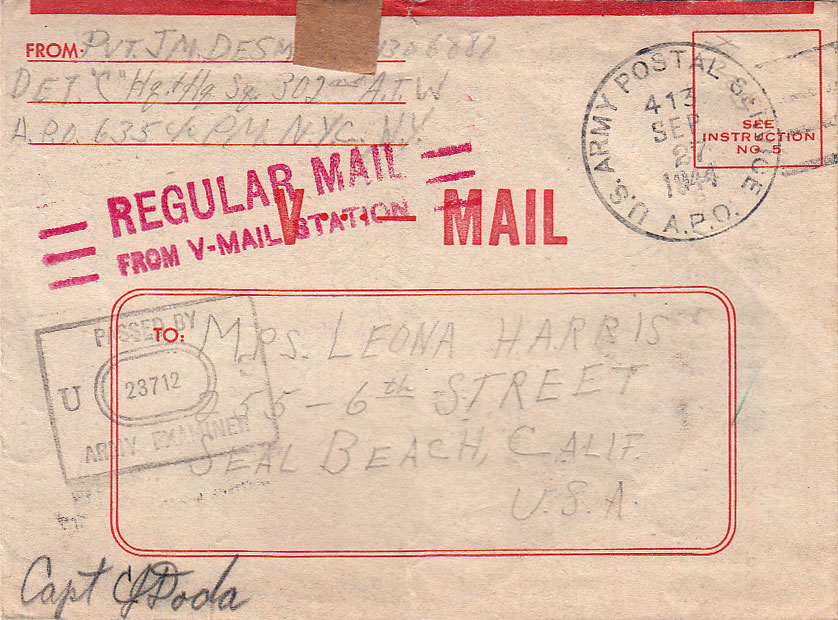 FROM: PVT. J.M. DESM
DET. "C" Hq. & Hq Sq. 302nd A.T.W
A.P.O. 635 c/o P.M. N.Y.C. N.Y.
U.S. ARMY POSTAL SERVICE
413
SEP
27
1944
A.P.O.
SEE
INSTRUCTION
NO. 5
REGULAR MAIL
FROM V-MAIL STATION
V···— MAIL
PASSED BY
U 23712
ARMY EXAMINER
TO: MRS. LEONA HARRIS
255-6th STREET
SEAL BEACH, CALIF.
U.S.A.
Capt Doda